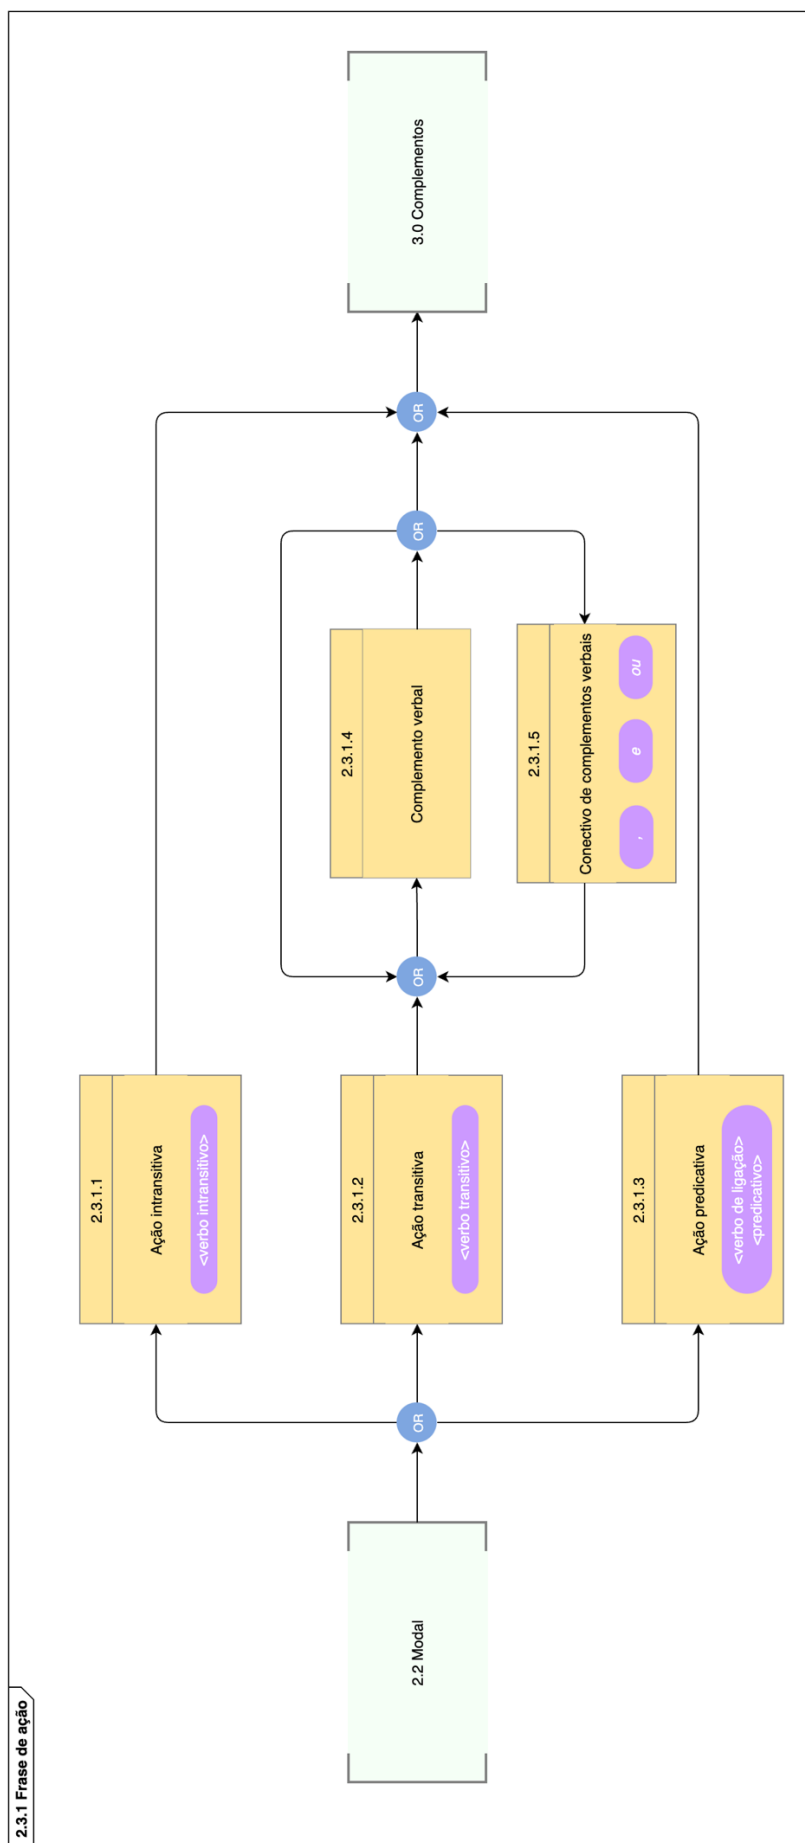 2.3.1 Frase de ação
2.2 Modal
OR
2.3.1.1
Ação intransitiva
<verbo intransitivo>
2.3.1.2
Ação transitiva
<verbo transitivo>
2.3.1.3
Ação predicativa
<verbo de ligação>
<predicativo>
OR
2.3.1.4
Complemento verbal
2.3.1.5
Conectivo de complementos verbais
,
e
ou
OR
OR
3.0 Complementos